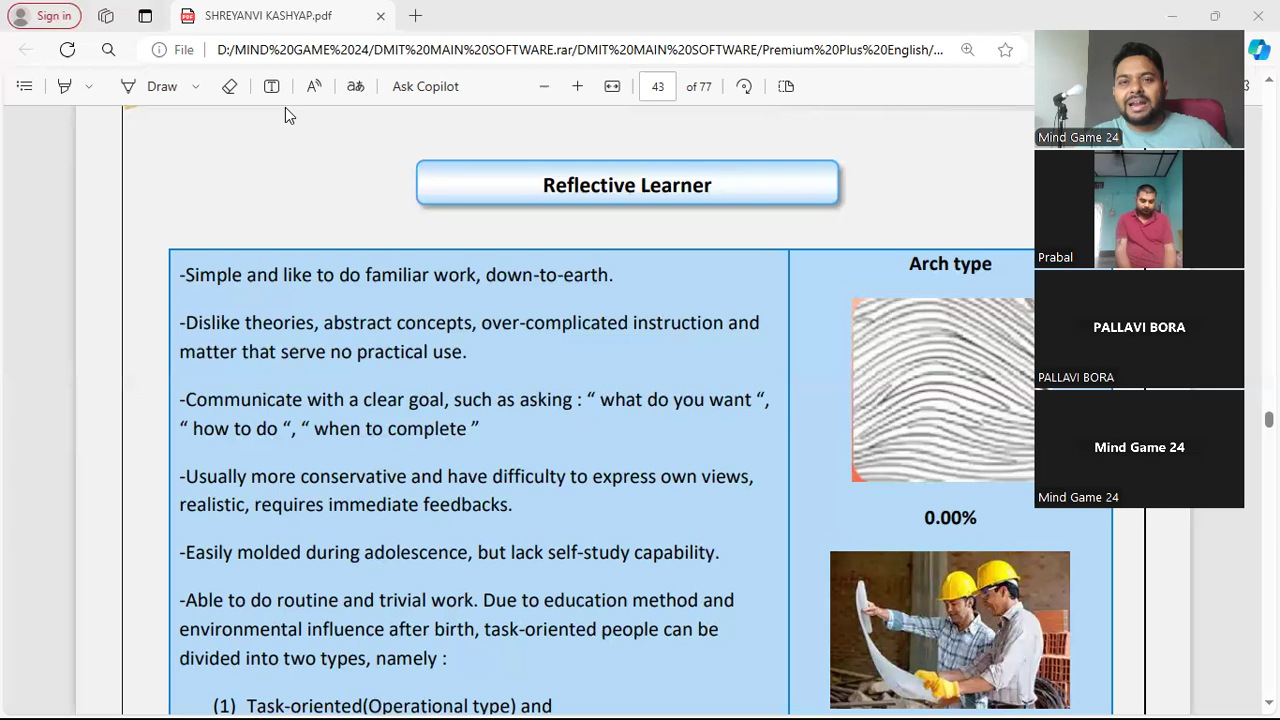 Sign in
SHREYANVI KASHYAP.pdf
File
D:/MIND%20GAME%202024/DMIT%20MAIN%20SOFTWARE.rar/DMIT%20MAIN%20SOFTWARE/Premium%20Plus%20English/...
Draw
Ask Copilot
43 of 77
Reflective Learner
-Simple and like to do familiar work, down-to-earth.
-Dislike theories, abstract concepts, over-complicated instruction and
matter that serve no practical use.
-Communicate with a clear goal, such as asking : “ what do you want “,
“ how to do “, “ when to complete ”
-Usually more conservative and have difficulty to express own views,
realistic, requires immediate feedbacks.
-Easily molded during adolescence, but lack self-study capability.
-Able to do routine and trivial work. Due to education method and
environmental influence after birth, task-oriented people can be
divided into two types, namely :
(1) Task-oriented(Operational type) and
Arch type
0.00%
Mind Game 24
Prabal
PALLAVI BORA
PALLAVI BORA
Mind Game 24
Mind Game 24